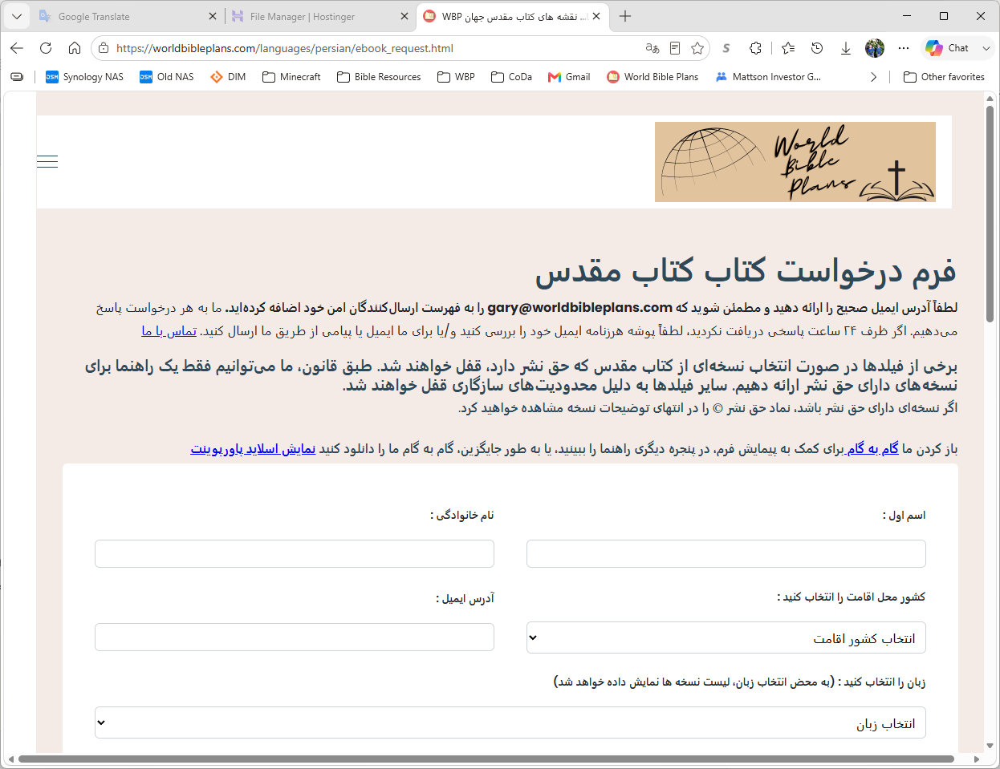 Google Translate
File Manager | Hostinger
WBP نقشه های کتاب مقدس جهان ...ا
https://worldbibleplans.com/languages/persian/ebook_request.html
Chat
Synology NAS
Old NAS
DIM
Minecraft
Bible Resources
WBP
CoDa
Gmail
World Bible Plans
Mattson Investor G...
Other favorites
World
Bible
Plans
فرم درخواست کتاب کتاب مقدس
لطفاً آدرس ایمیل صحیح را ارائه دهید و مطمئن شوید که gary@worldbibleplans.com را به فهرست ارسال‌کنندگان امن خود اضافه کرده‌اید. ما به هر درخواست پاسخ
می‌دهیم. اگر ظرف ۲۴ ساعت پاسخی دریافت نکردید، لطفاً پوشه هرزنامه ایمیل خود را بررسی کنید و/یا برای ما ایمیل یا پیامی از طریق ما ارسال کنید. تماس با ما
برخی از فیلدها در صورت انتخاب نسخه‌ای از کتاب مقدس که حق نشر دارد، قفل خواهند شد. طبق قانون، ما می‌توانیم فقط یک راهنما برای
نسخه‌های دارای حق نشر ارائه دهیم. سایر فیلدها به دلیل محدودیت‌های سازگاری قفل خواهند شد.
اگر نسخه‌ای دارای حق نشر باشد، نماد حق نشر © را در انتهای توضیحات نسخه مشاهده خواهید کرد.
باز کردن ما گام به گام برای کمک به پیمایش فرم، در پنجره دیگری راهنما را ببینید، یا به طور جایگزین، گام به گام ما را دانلود کنید نمایش اسلاید پاورپوینت
اسم اول :
نام خانوادگی :
کشور محل اقامت را انتخاب کنید :
آدرس ایمیل :
انتخاب کشور اقامت
زبان را انتخاب کنید : (به محض انتخاب زبان، لیست نسخه ها نمایش داده خواهد شد)
انتخاب زبان